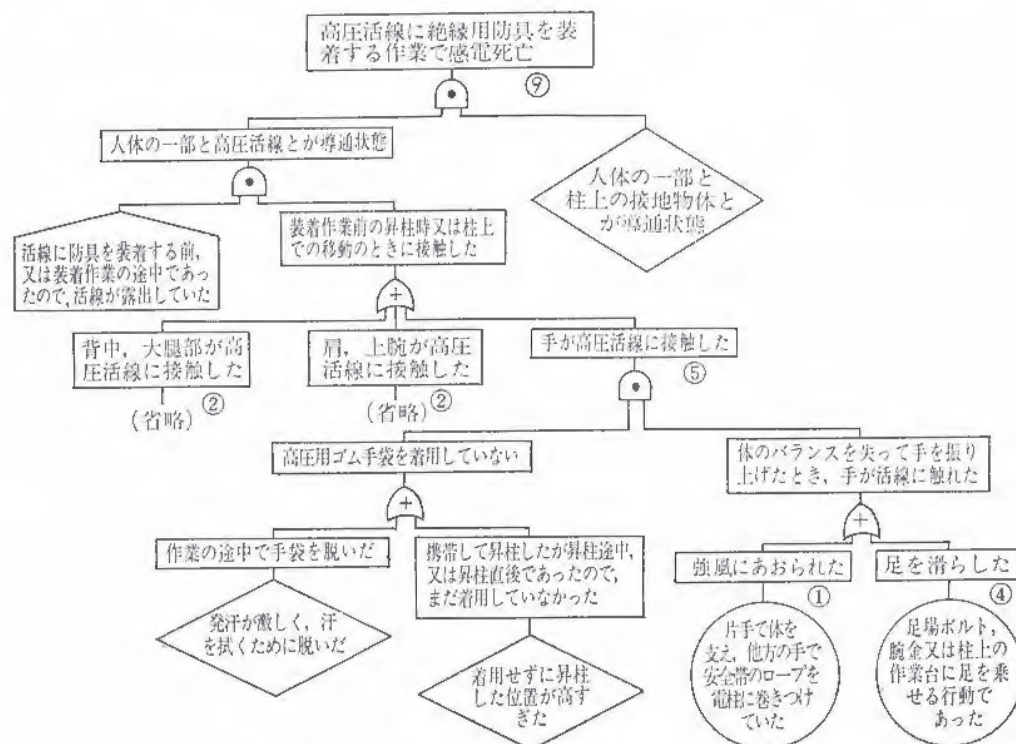 高圧活線に絶縁用防具を装
着する作業で感電死亡
⑨
人体の一部と高圧活線とが導通状態
人体の一部と
柱上の接地物体と
が導通状態
活線に防具を装着する前,
又は装着作業の途中であっ
たので,活線が露出していた
装着作業前の昇柱時又は柱上
での移動のときに接触した
背中,大腿部が高
圧活線に接触した
②
(省略)
肩,上腕が高圧
活線に接触した
②
(省略)
手が高圧活線に接触した
⑤
高圧用ゴム手袋を着用していない
体のバランスを失って手を振り
上げたとき,手が活線に触れた
作業の途中で手袋を脱いだ
携帯して昇柱したが昇柱途中,
又は昇柱直後であったので,
まだ着用していなかった
強風にあおられた
①
足を滑らした
④
発汗が激しく,汗
を拭くために脱いだ
着用せずに昇柱
した位置が高す
ぎた
片手で体を
支え,他方の手で
安全帯のロープを
電柱に巻きつけ
ていた
足場ボルト,
腕金又は柱上の
作業台に足を乗
せる行動で
あった